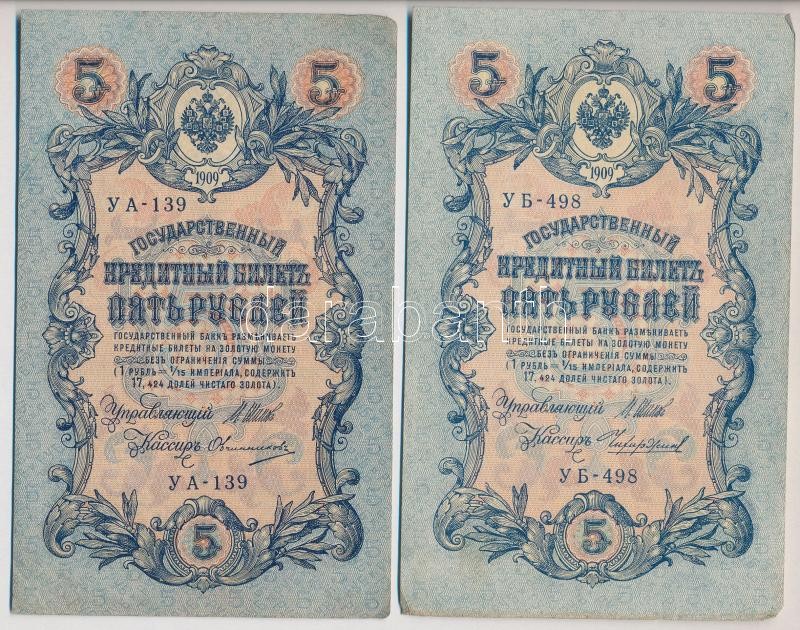 5 5
1909
УА-139
ГОСУДАРСТВЕННЫЙ
КРЕДИТНЫЙ БИЛЕТЪ
ПЯТЬ РУБЛЕЙ
ГОСУДАРСТВЕННЫЙ БАНКЪ РАЗМѢНИВАЕТЪ
КРЕДИТНЫЕ БИЛЕТЫ НА ЗОЛОТУЮ МОНЕТУ
БЕЗЪ ОГРАНИЧЕНІЯ СУММЫ
(1 РУБЛЬ = 1/15 ИМПЕРІАЛА, СОДЕРЖИТЪ
17,424 ДОЛЕЙ ЧИСТАГО ЗОЛОТА).
Управляющій
Кассиръ Овчинниковъ
УА-139
5
5 5
1909
УБ-498
ГОСУДАРСТВЕННЫЙ
КРЕДИТНЫЙ БИЛЕТЪ
ПЯТЬ РУБЛЕЙ
ГОСУДАРСТВЕННЫЙ БАНКЪ РАЗМѢНИВАЕТЪ
КРЕДИТНЫЕ БИЛЕТЫ НА ЗОЛОТУЮ МОНЕТУ
БЕЗЪ ОГРАНИЧЕНІЯ СУММЫ
(1 РУБЛЬ = 1/15 ИМПЕРІАЛА, СОДЕРЖИТЪ
17,424 ДОЛЕЙ ЧИСТАГО ЗОЛОТА).
Управляющій
Кассиръ
УБ-498
5
darabanth